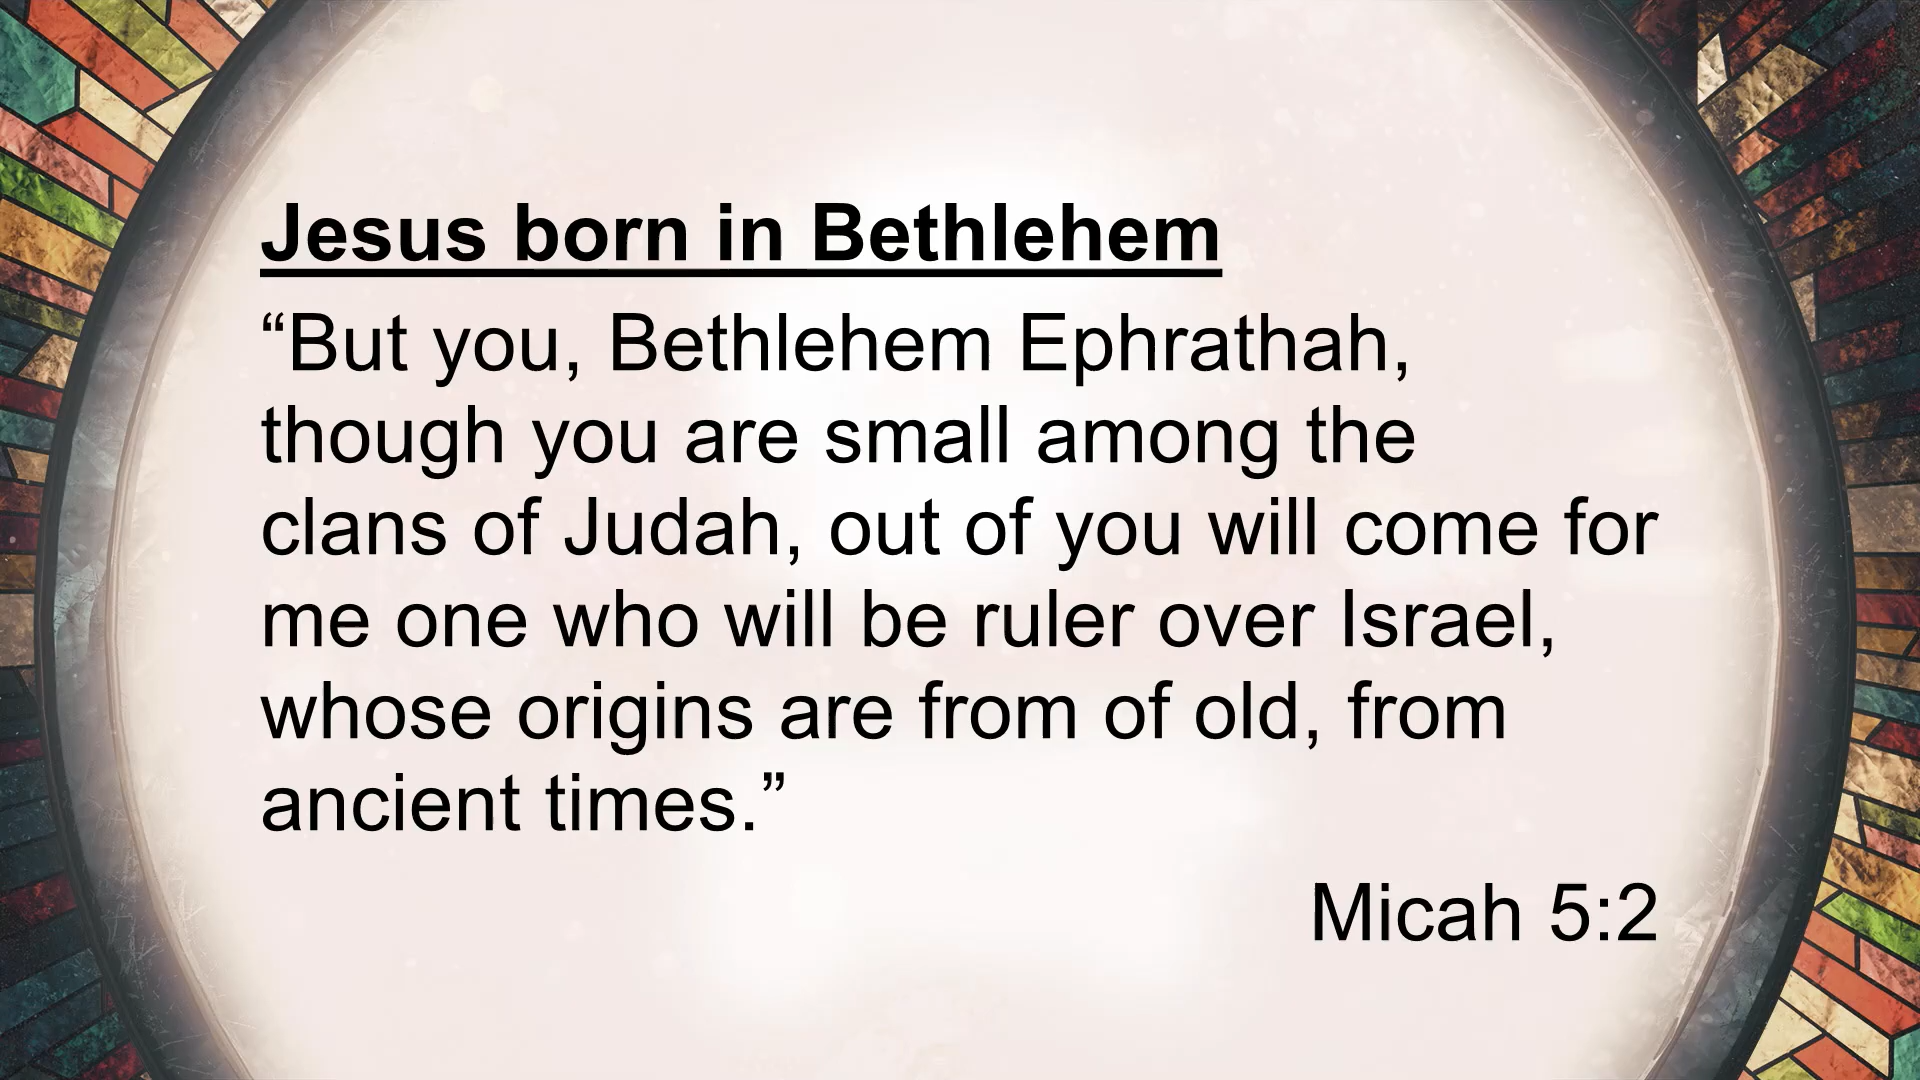 Jesus born in Bethlehem
“But you, Bethlehem Ephrathah,
though you are small among the
clans of Judah, out of you will come for
me one who will be ruler over Israel,
whose origins are from of old, from
ancient times.”
Micah 5:2